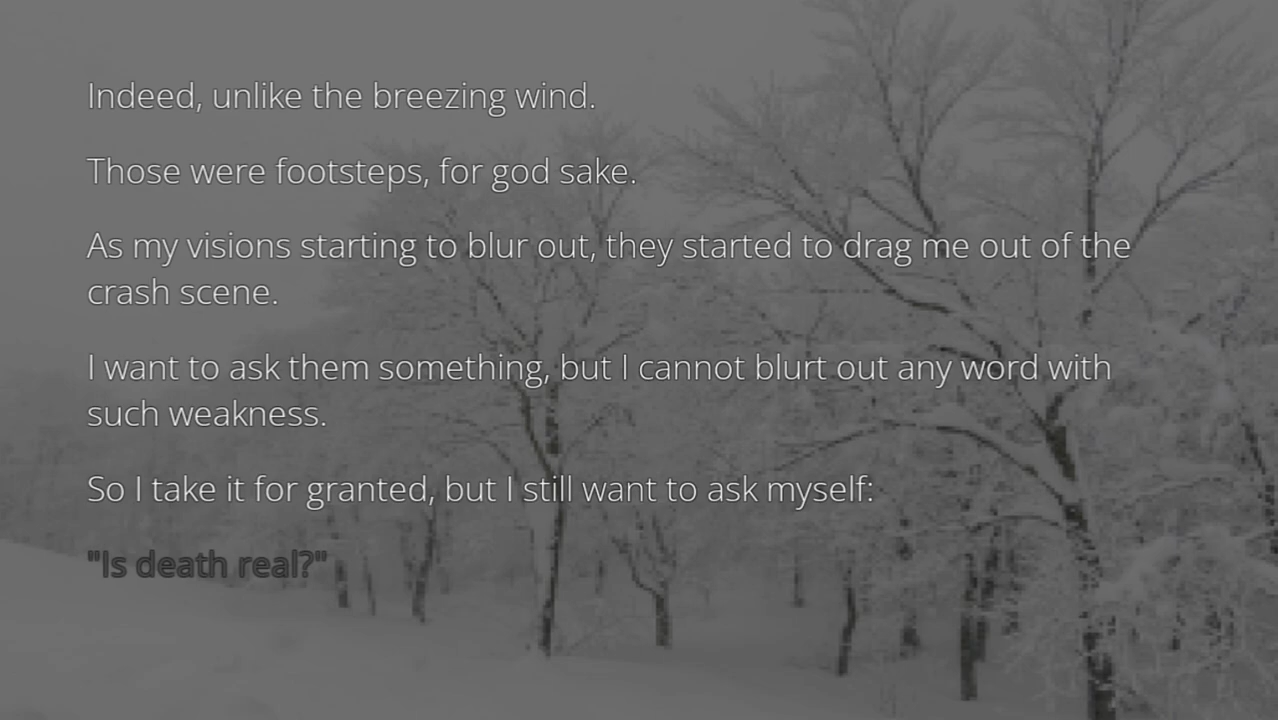 Indeed, unlike the breezing wind.
Those were footsteps, for god sake.
As my visions starting to blur out, they started to drag me out of the
crash scene.
I want to ask them something, but I cannot blurt out any word with
such weakness.
So I take it for granted, but I still want to ask myself:
"Is death real?"